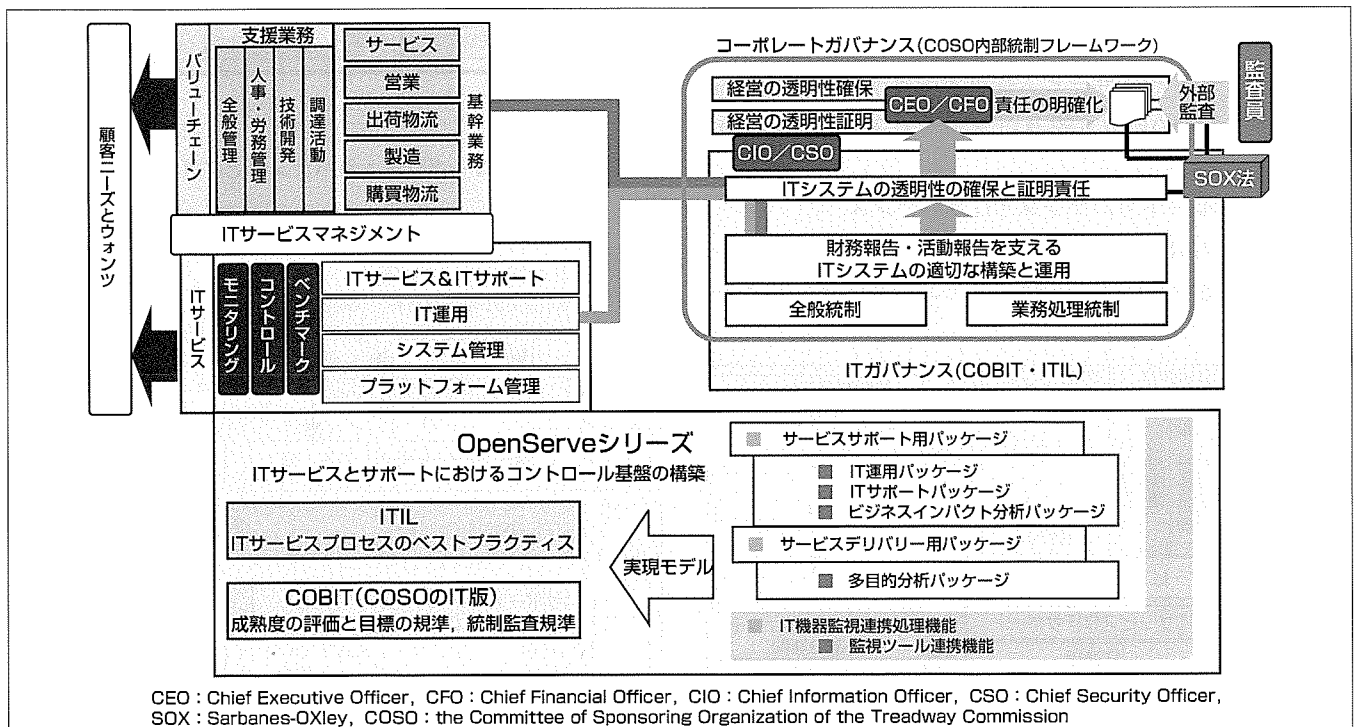 顧客ニーズとウォンツ
バリューチェーン
支援業務
全般管理
人事・労務管理
技術開発
調達活動
サービス
営業
出荷物流
製造
購買物流
基幹業務
ITサービスマネジメント
ITサービス
モニタリング
コントロール
ベンチマーク
ITサービス&ITサポート
IT運用
システム管理
プラットフォーム管理
コーポレートガバナンス(COSO内部統制フレームワーク)
経営の透明性確保
経営の透明性証明
CEO/CFO
責任の明確化
外部
監査
監査員
CIO/CSO
SOX法
ITシステムの透明性の確保と証明責任
財務報告・活動報告を支える
ITシステムの適切な構築と運用
全般統制
業務処理統制
ITガバナンス(COBIT・ITIL)
OpenServeシリーズ
ITサービスとサポートにおけるコントロール基盤の構築
ITIL
ITサービスプロセスのベストプラクティス
COBIT(COSOのIT版)
成熟度の評価と目標の規準,統制監査規準
実現モデル
サービスサポート用パッケージ
IT運用パッケージ
ITサポートパッケージ
ビジネスインパクト分析パッケージ
サービスデリバリー用パッケージ
多目的分析パッケージ
IT機器監視連携処理機能
監視ツール連携機能
CEO:Chief Executive Officer, CFO:Chief Financial Officer, CIO:Chief Information Officer, CSO:Chief Security Officer,
SOX:Sarbanes-OXley, COSO:the Committee of Sponsoring Organization of the Treadway Commission